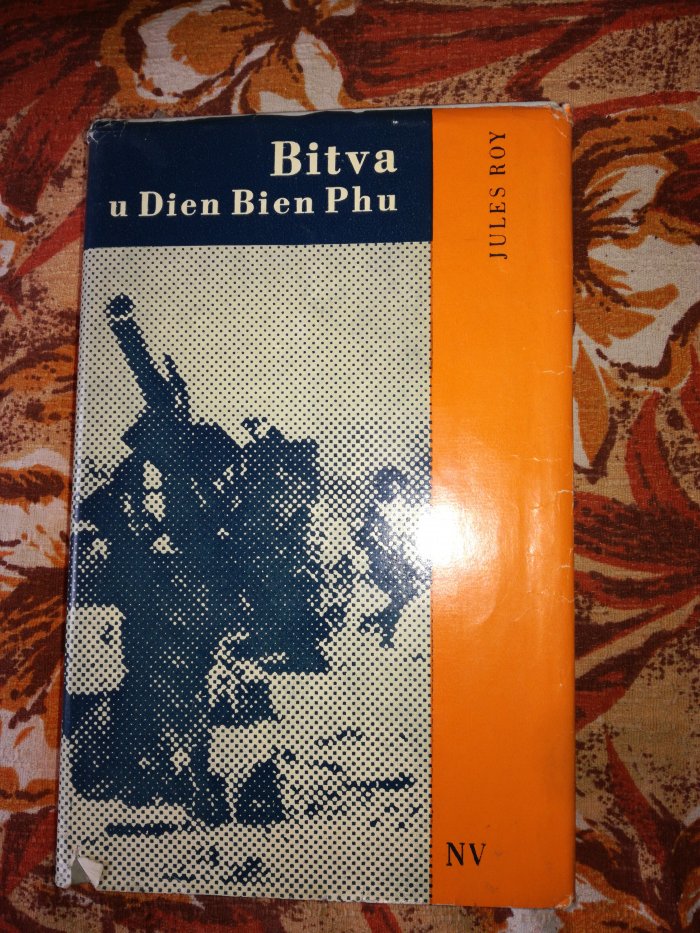 Bitva
u Dien Bien Phu
JULES ROY
NV